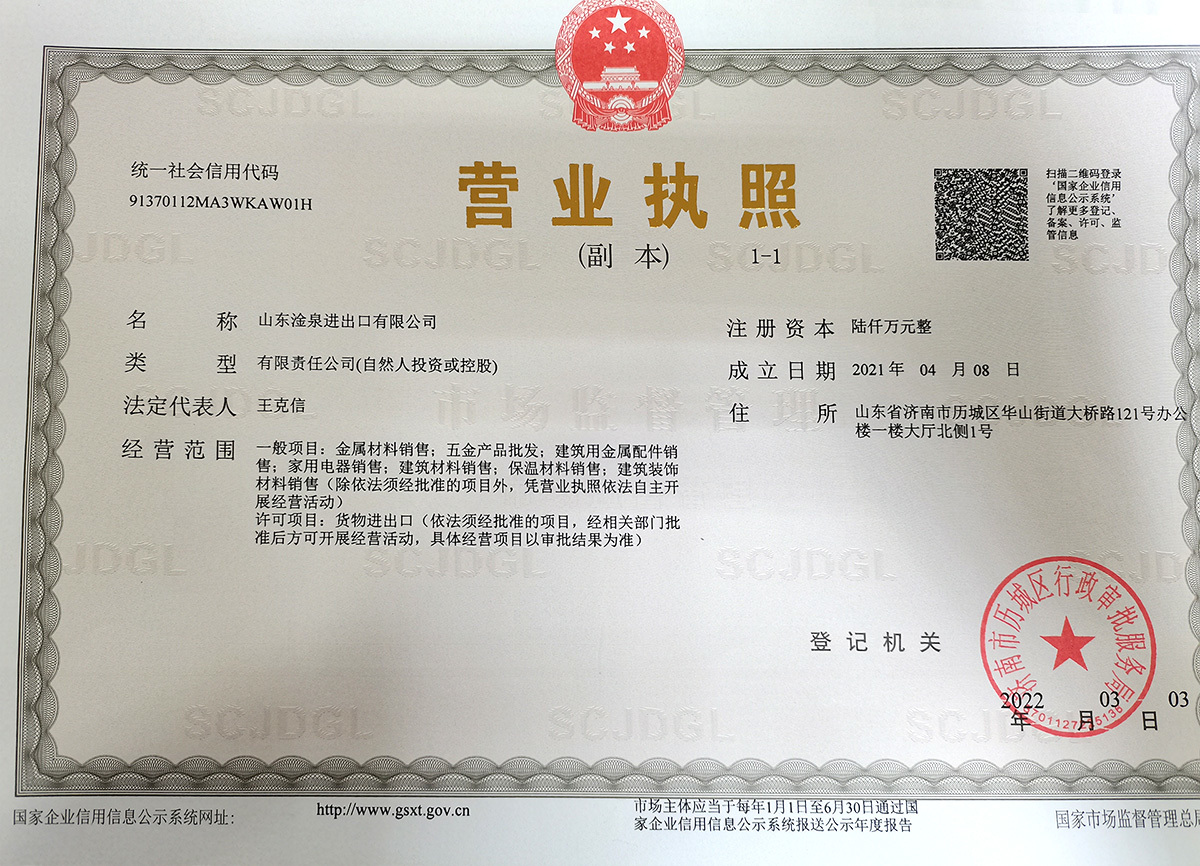 统一社会信用代码
91370112MA3WKAW01H
营业执照
(副 本) 1-1
扫描二维码登录
‘国家企业信用
信息公示系统’
了解更多登记、
备案、许可、监
管信息
名 称 山东淦泉进出口有限公司
类 型 有限责任公司(自然人投资或控股)
法定代表人 王克信
经营范围 一般项目：金属材料销售；五金产品批发；建筑用金属配件销
售；家用电器销售；建筑材料销售；保温材料销售；建筑装饰
材料销售（除依法须经批准的项目外，凭营业执照依法自主开
展经营活动）
许可项目：货物进出口（依法须经批准的项目，经相关部门批
准后方可开展经营活动，具体经营项目以审批结果为准）
注册资本 陆仟万元整
成立日期 2021年 04 月08 日
住 所 山东省济南市历城区华山街道大桥路121号办公
楼一楼大厅北侧1号
登记机关
济南市历城区行政审批服务局
2022 03 03
年 月 日
国家企业信用信息公示系统网址:
http://www.gsxt.gov.cn
市场主体应当于每年1月1日至6月30日通过国
家企业信用信息公示系统报送公示年度报告
国家市场监督管理总局
SCJDGL
市场监督管理